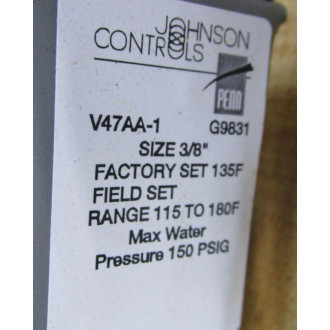 JOHNSON
CONTROLS
PENN
V47AA-1 G9831
SIZE 3/8"
FACTORY SET 135F
FIELD SET
RANGE 115 TO 180F
Max Water
Pressure 150 PSIG